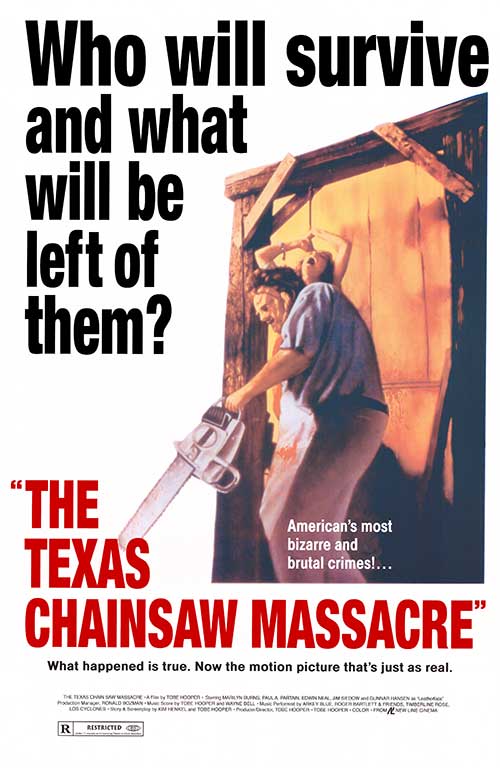 Who will survive
and what
will be
left of
them?
American's most
bizarre and
brutal crimes!...
"THE
TEXAS
CHAINSAW MASSACRE"
What happened is true. Now the motion picture that's just as real.
THE TEXAS CHAIN SAW MASSACRE • A Film by TOBE HOOPER • Starring MARILYN BURNS, PAUL A. PARTAIN, EDWIN NEAL, JIM SIEDOW and GUNNAR HANSEN as "Leatherface"
Production Manager, RONALD BOZMAN • Music Score by TOBE HOOPER and WAYNE BELL • Music Performed by ARKEY BLUE, ROGER BARTLETT & FRIENDS, TIMBERLINE ROSE,
LOS CYCLONES • Story & Screenplay by KIM HENKEL and TOBE HOOPER • Producer/Director, TOBE HOOPER • COLOR • FROM NEW LINE CINEMA
R RESTRICTED